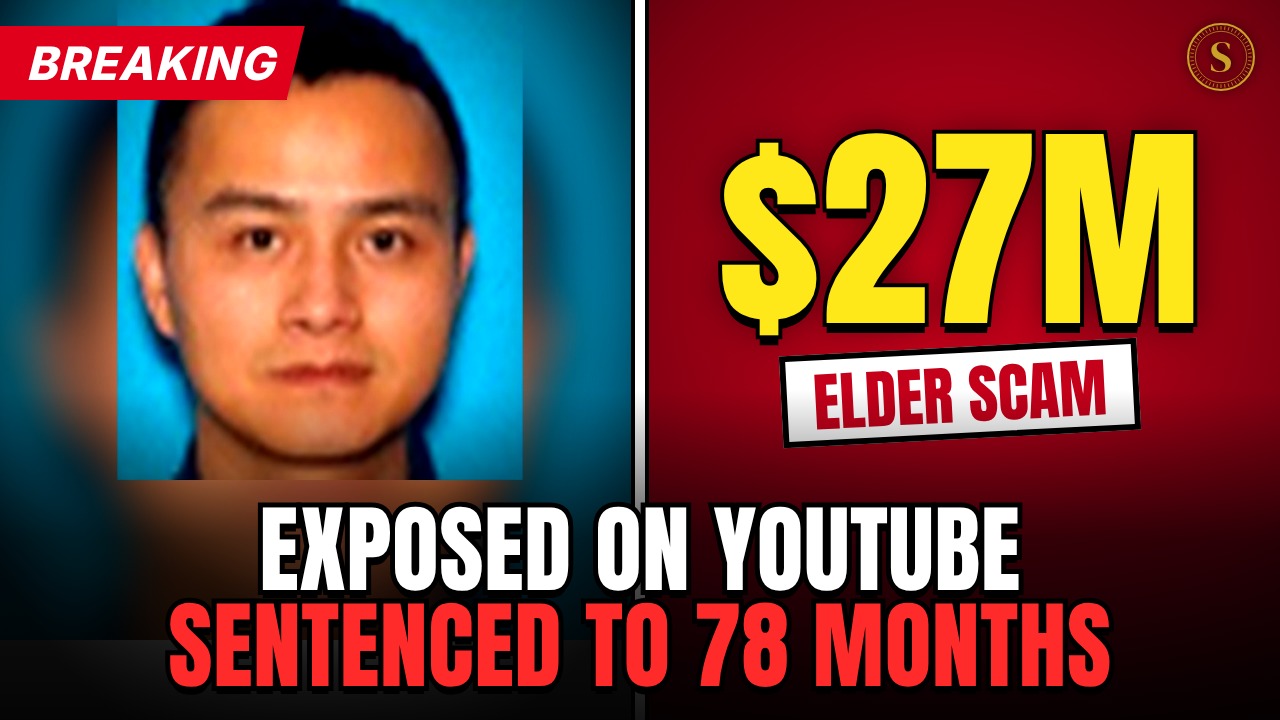 BREAKING
S
$27M
ELDER SCAM
EXPOSED ON YOUTUBE
SENTENCED TO 78 MONTHS